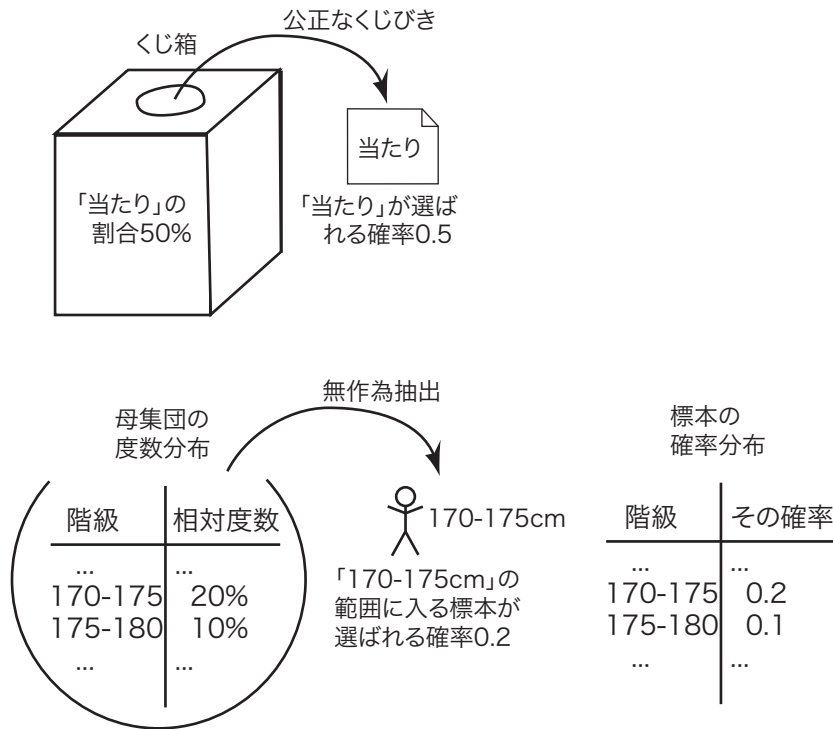 公正なくじびき
くじ箱
当たり
「当たり」の
割合50%
「当たり」が選ば
れる確率0.5
無作為抽出
母集団の
度数分布
階級 相対度数
... ...
170-175 20%
175-180 10%
... ...
170-175cm
「170-175cm」の
範囲に入る標本が
選ばれる確率0.2
標本の
確率分布
階級 その確率
... ...
170-175 0.2
175-180 0.1
... ...